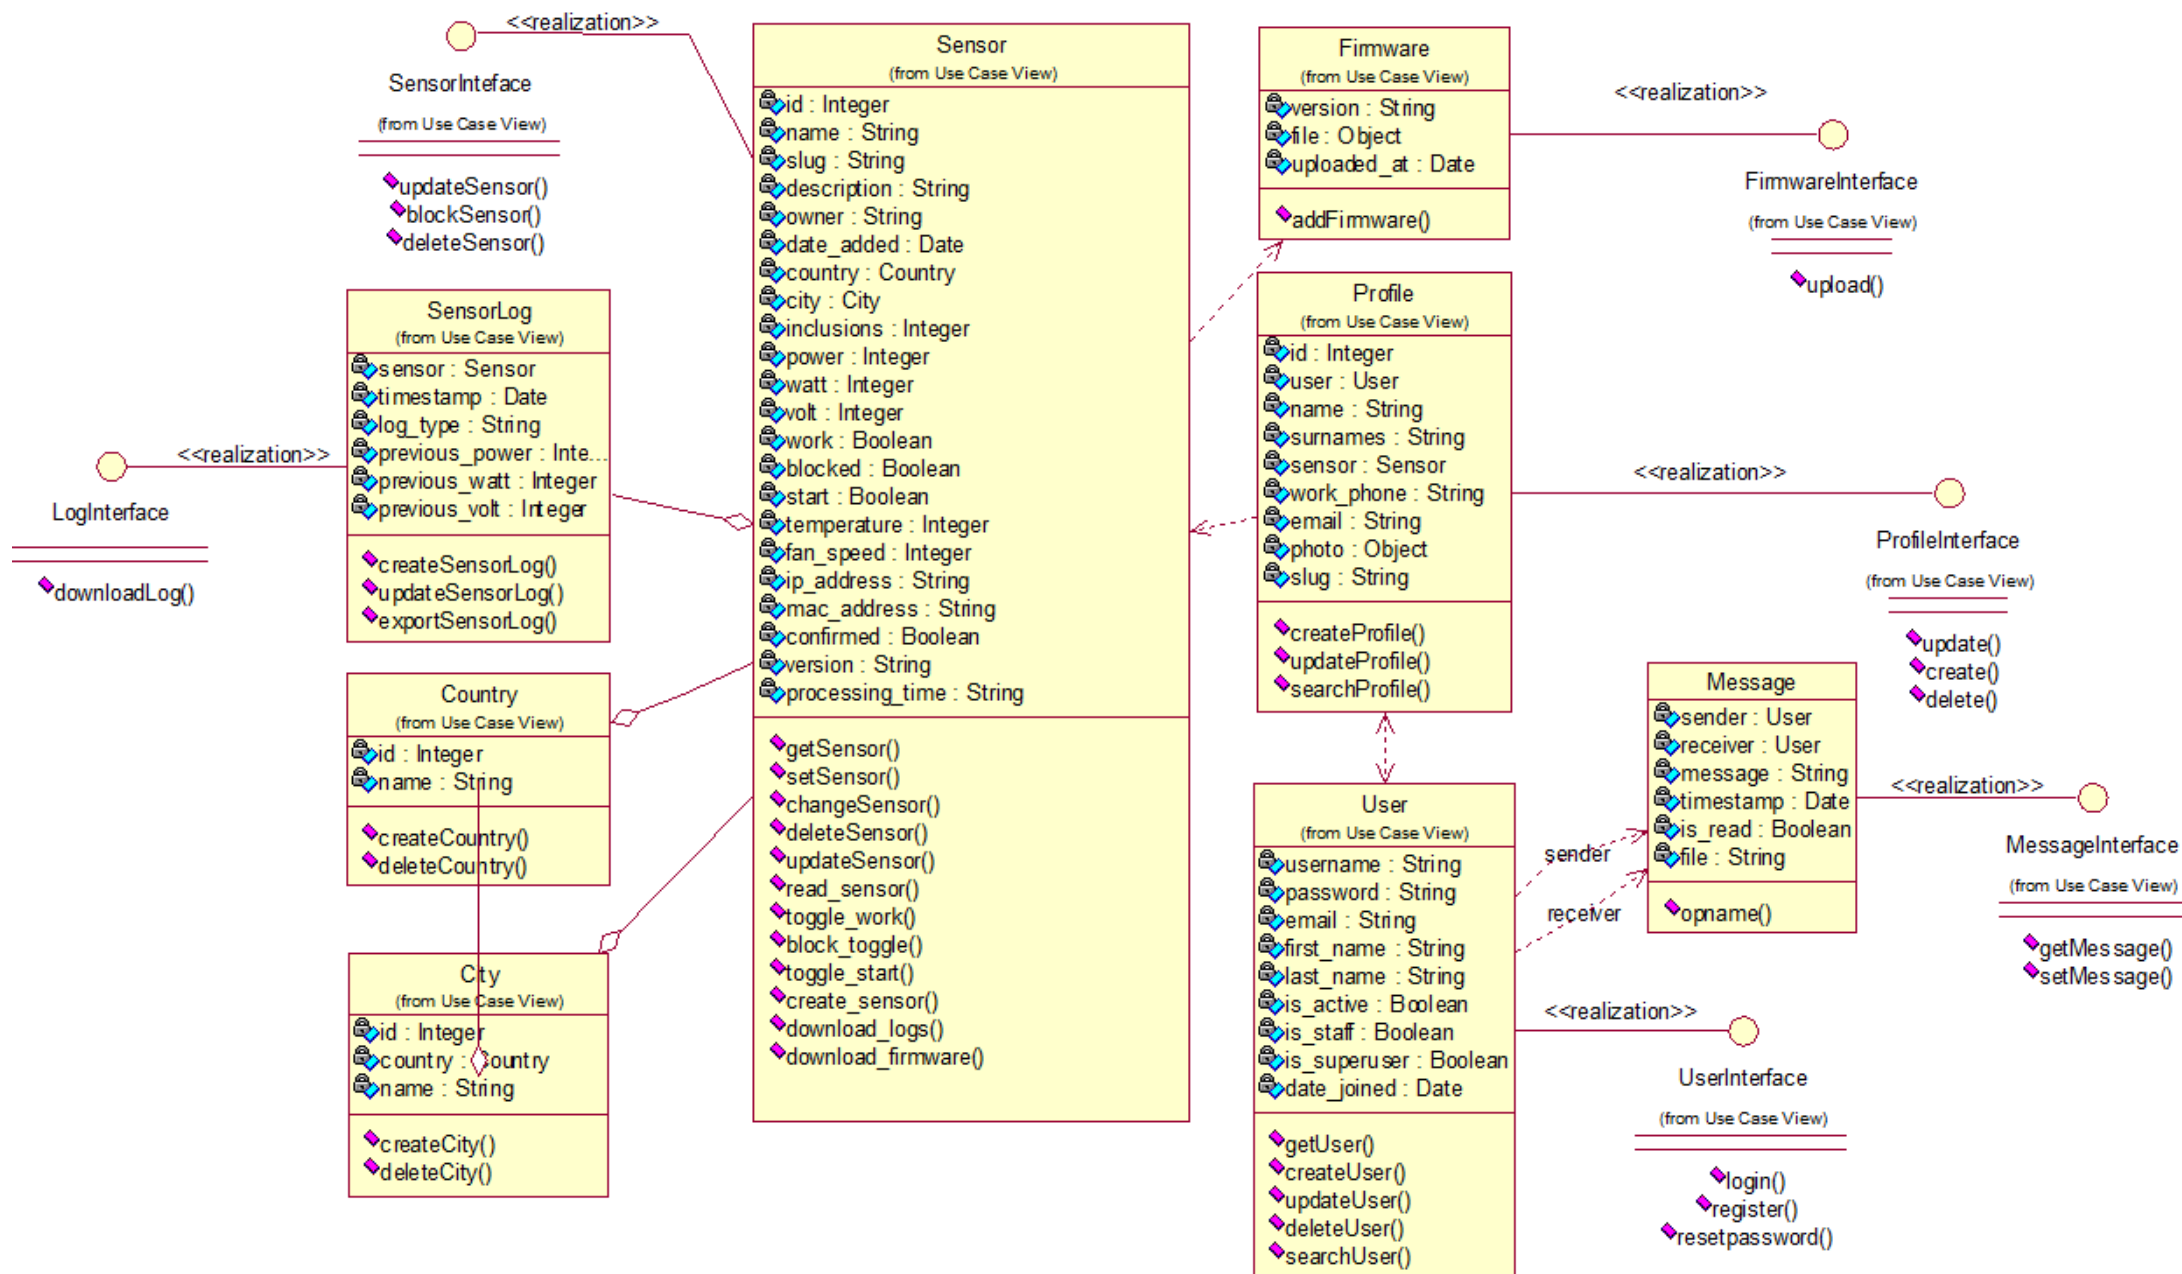 <<realization>>
SensorInteface
(from Use Case View)
updateSensor()
blockSensor()
deleteSensor()
SensorLog
(from Use Case View)
sensor : Sensor
timestamp : Date
log_type : String
previous_power : Inte...
previous_watt : Integer
previous_volt : Integer
createSensorLog()
updateSensorLog()
exportSensorLog()
<<realization>>
LogInterface
downloadLog()
Country
(from Use Case View)
id : Integer
name : String
createCountry()
deleteCountry()
City
(from Use Case View)
id : Integer
country : Country
name : String
createCity()
deleteCity()
Sensor
(from Use Case View)
id : Integer
name : String
slug : String
description : String
owner : String
date_added : Date
country : Country
city : City
inclusions : Integer
power : Integer
watt : Integer
volt : Integer
work : Boolean
blocked : Boolean
start : Boolean
temperature : Integer
fan_speed : Integer
ip_address : String
mac_address : String
confirmed : Boolean
version : String
processing_time : String
getSensor()
setSensor()
changeSensor()
deleteSensor()
updateSensor()
read_sensor()
toggle_work()
block_toggle()
toggle_start()
create_sensor()
download_logs()
download_firmware()
Firmware
(from Use Case View)
version : String
file : Object
uploaded_at : Date
addFirmware()
<<realization>>
FirmwareInterface
(from Use Case View)
upload()
Profile
(from Use Case View)
id : Integer
user : User
name : String
surnames : String
sensor : Sensor
work_phone : String
email : String
photo : Object
slug : String
createProfile()
updateProfile()
searchProfile()
<<realization>>
ProfileInterface
(from Use Case View)
update()
create()
delete()
Message
sender : User
receiver : User
message : String
timestamp : Date
is_read : Boolean
file : String
opname()
<<realization>>
MessageInterface
(from Use Case View)
getMessage()
setMessage()
sender
receiver
User
(from Use Case View)
username : String
password : String
email : String
first_name : String
last_name : String
is_active : Boolean
is_staff : Boolean
is_superuser : Boolean
date_joined : Date
getUser()
createUser()
updateUser()
deleteUser()
searchUser()
<<realization>>
UserInterface
(from Use Case View)
login()
register()
resetpassword()